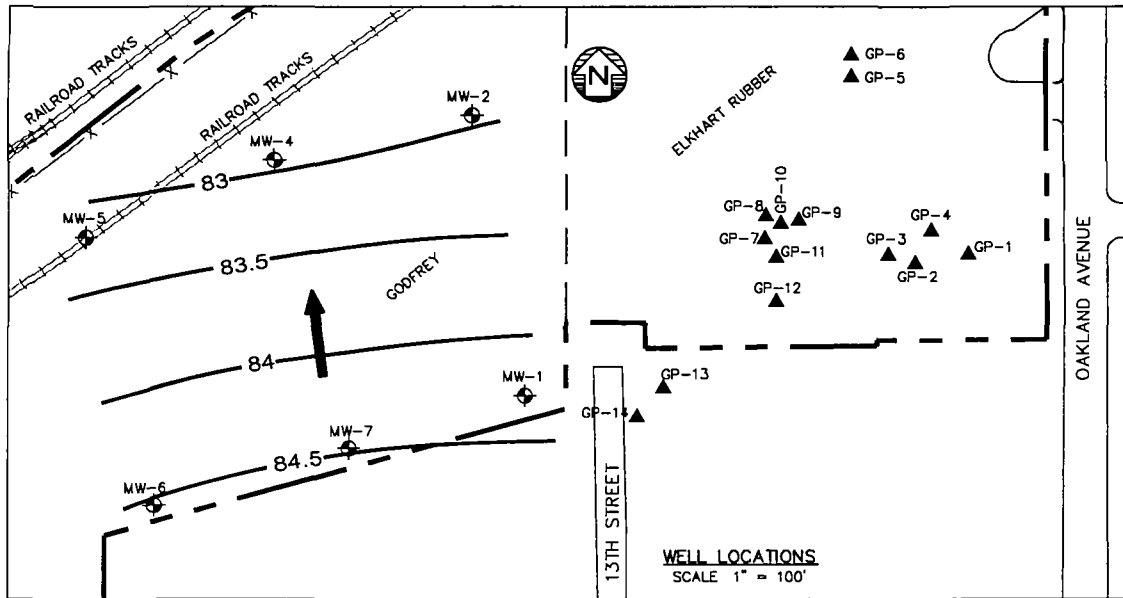 RAILROAD TRACKS
RAILROAD TRACKS
N
GP-6
GP-5
MW-2
MW-4
ELKHART RUBBER
83
GP-10
GP-8
GP-9
GP-4
MW-5
GP-7
GP-3
GP-1
GP-11
GP-2
83.5
GODFREY
GP-12
OAKLAND AVENUE
84
MW-1
GP-13
GP-14
MW-7
84.5
MW-6
13TH STREET
WELL LOCATIONS
SCALE 1" = 100'